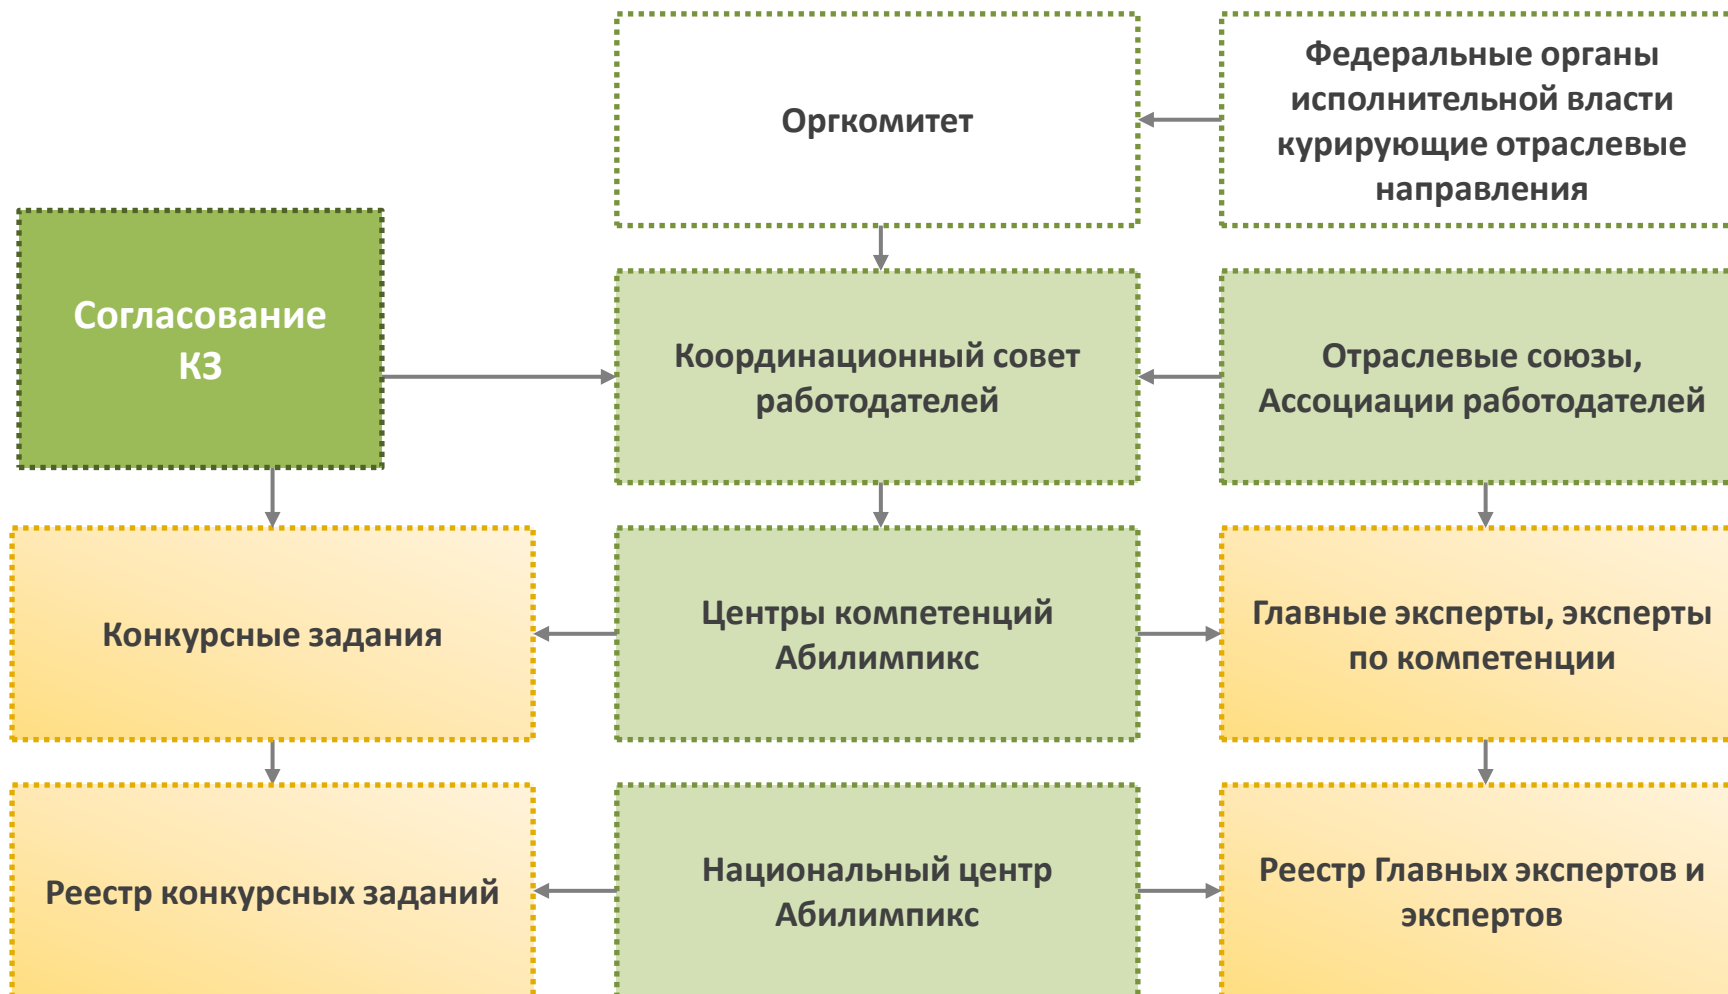 Оргкомитет
Федеральные органы
исполнительной власти
курирующие отраслевые
направления
Согласование
КЗ
Координационный совет
работодателей
Отраслевые союзы,
Ассоциации работодателей
Конкурсные задания
Центры компетенций
Абилимпикс
Главные эксперты, эксперты
по компетенции
Реестр конкурсных заданий
Национальный центр
Абилимпикс
Реестр Главных экспертов и
экспертов